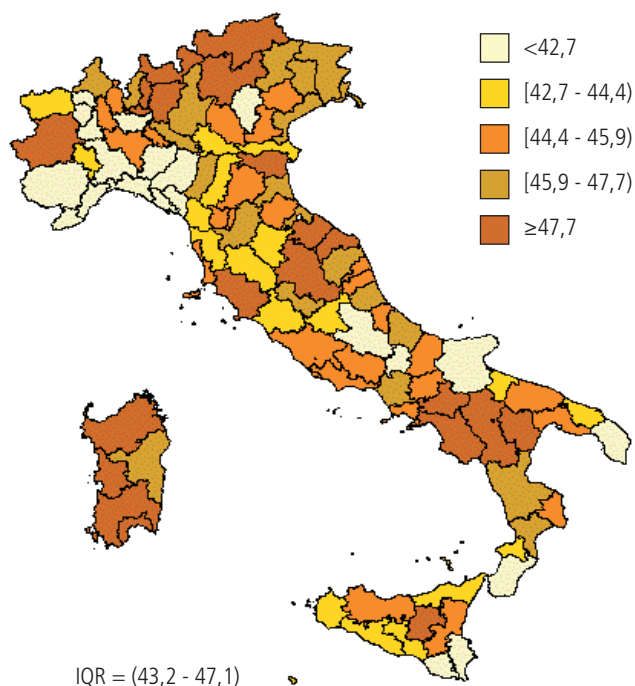 <42,7
[42,7 - 44,4)
[44,4 - 45,9)
[45,9 - 47,7)
≥47,7
IQR = (43,2 - 47,1)